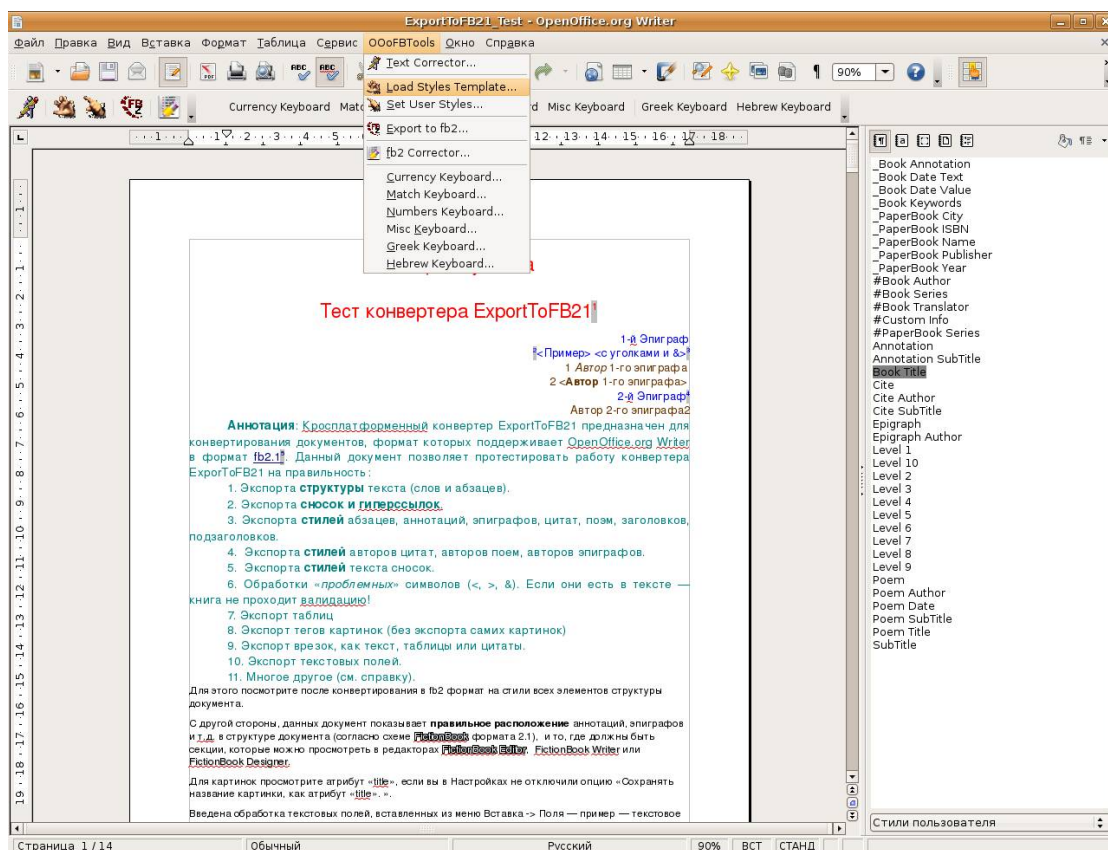 ExportToFB21_Test - OpenOffice.org Writer
Файл Правка Вид Вставка Формат Таблица Сервис OOoFBTools Окно Справка
90%
Currency Keyboard
Misc Keyboard Greek Keyboard Hebrew Keyboard
Text Corrector...
Load Styles Template...
Set User Styles...
Export to fb2...
fb2 Corrector...
Currency Keyboard...
Match Keyboard...
Numbers Keyboard...
Misc Keyboard...
Greek Keyboard...
Hebrew Keyboard...
Тест конвертера ExportToFB21¹
1-й Эпиграф
²<Пример> <с уголками и &>³
1 Автор 1-го эпиграфа
2 <Автор 1-го эпиграфа>
2-й Эпиграф⁴
Автор 2-го эпиграфа2
Аннотация: Кросплатформенный конвертер ExportToFB21 предназначен для
конвертирования документов, формат которых поддерживает OpenOffice.org Writer
в формат fb2.1⁵. Данный документ позволяет протестировать работу конвертера
ExporToFB21 на правильность:
1. Экспорта структуры текста (слов и абзацев).
2. Экспорта сносок и гиперссылок.
3. Экспорта стилей абзацев, аннотаций, эпиграфов, цитат, поэм, заголовков,
подзаголовков.
4. Экспорта стилей авторов цитат, авторов поем, авторов эпиграфов.
5. Экспорта стилей текста сносок.
6. Обработки «проблемных» символов (<, >, &). Если они есть в тексте —
книга не проходит валидацию!
7. Экспорт таблиц
8. Экспорт тегов картинок (без экспорта самих картинок)
9. Экспорт врезок, как текст, таблицы или цитаты.
10. Экспорт текстовых полей.
11. Многое другое (см. справку).
Для этого посмотрите после конвертирования в fb2 формат на стили всех элементов структуры
документа.
С другой стороны, данных документ показывает правильное расположение аннотаций, эпиграфов
и т.д. в структуре документа (согласно схеме FictionBook формата 2.1), и то, где должны быть
секции, которые можно просмотреть в редакторах FictionBook Editor, FictionBook Writer или
FictionBook Designer.
Для картинок просмотрите атрибут «title», если вы в Настройках не отключили опцию «Сохранять
название картинки, как атрибут «title». ».
Введена обработка текстовых полей, вставленных из меню Вставка -> Поля — пример — текстовое
_Book Annotation
_Book Date Text
_Book Date Value
_Book Keywords
_PaperBook City
_PaperBook ISBN
_PaperBook Name
_PaperBook Publisher
_PaperBook Year
#Book Author
#Book Series
#Book Translator
#Custom Info
#PaperBook Series
Annotation
Annotation SubTitle
Book Title
Cite
Cite Author
Cite SubTitle
Epigraph
Epigraph Author
Level 1
Level 10
Level 2
Level 3
Level 4
Level 5
Level 6
Level 7
Level 8
Level 9
Poem
Poem Author
Poem Date
Poem SubTitle
Poem Title
SubTitle
Стили пользователя
Страница 1 / 14 Обычный Русский 90% ВСТ СТАНД